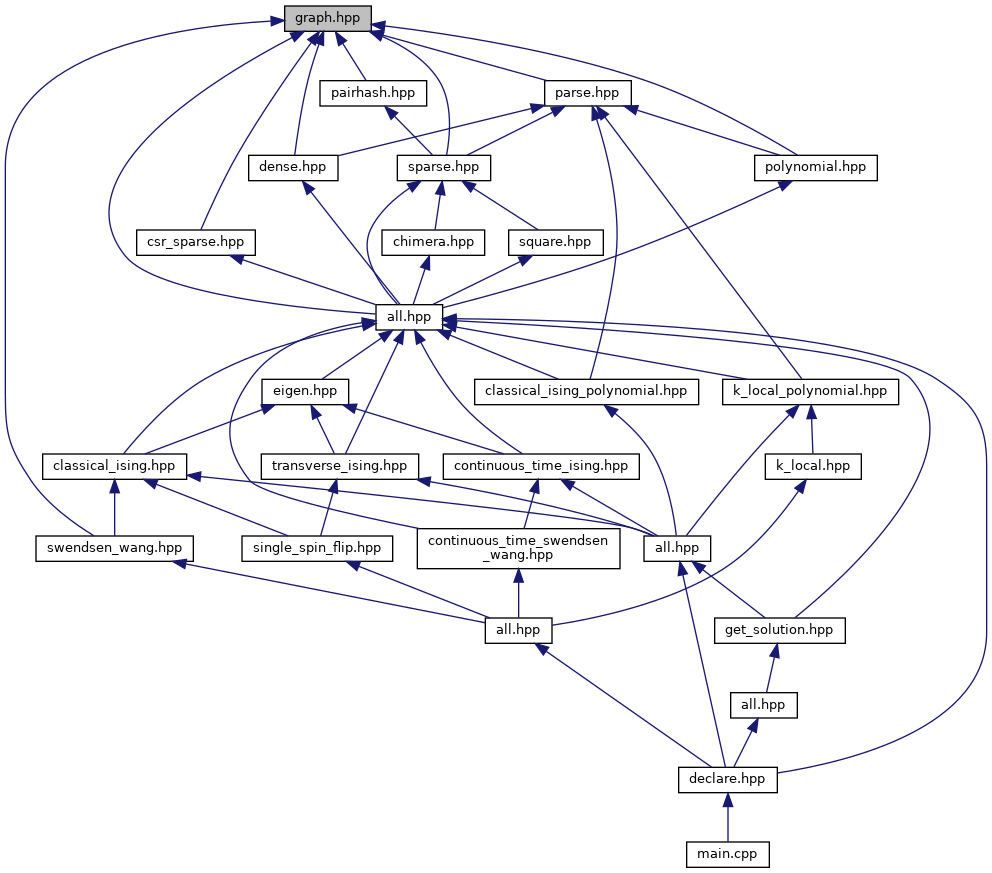 graph.hpp
pairhash.hpp
parse.hpp
dense.hpp
sparse.hpp
polynomial.hpp
csr_sparse.hpp
chimera.hpp
square.hpp
all.hpp
eigen.hpp
classical_ising_polynomial.hpp
k_local_polynomial.hpp
classical_ising.hpp
transverse_ising.hpp
continuous_time_ising.hpp
k_local.hpp
swendsen_wang.hpp
single_spin_flip.hpp
continuous_time_swendsen
_wang.hpp
all.hpp
all.hpp
get_solution.hpp
all.hpp
declare.hpp
main.cpp